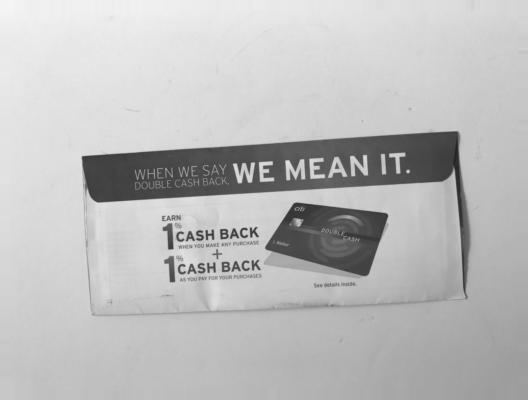 WHEN WE SAY
DOUBLE CASH BACK,
WE MEAN IT.
EARN
1% CASH BACK
WHEN YOU MAKE ANY PURCHASE
+
1% CASH BACK
AS YOU PAY FOR YOUR PURCHASES
citi
DOUBLE
CASH
L. Walker
See details inside.